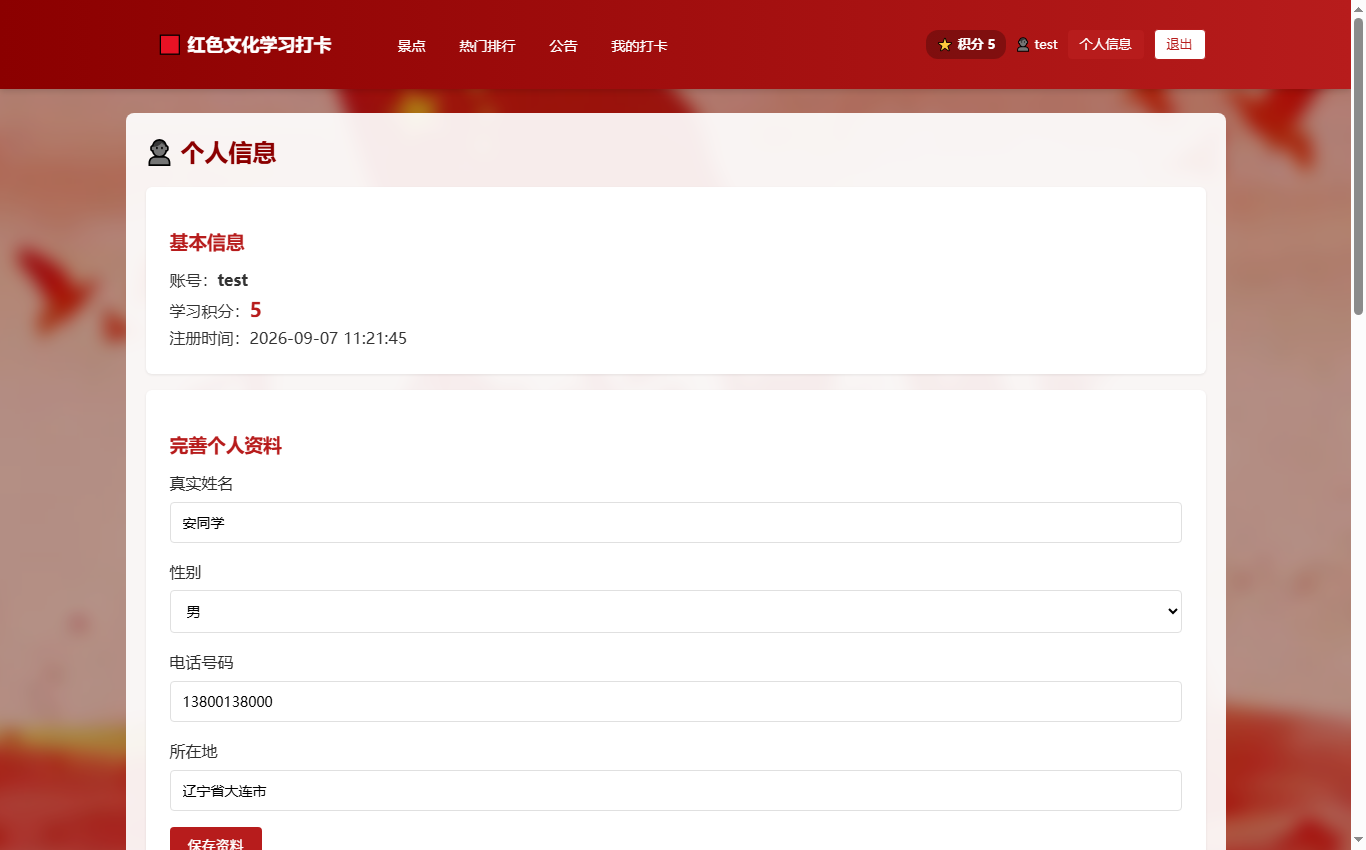 红色文化学习打卡 景点 热门排行 公告 我的打卡 积分 5 test 个人信息 退出
个人信息
基本信息
账号：test
学习积分：5
注册时间：2026-09-07 11:21:45
完善个人资料
真实姓名
安同学
性别
男
电话号码
13800138000
所在地
辽宁省大连市
保存资料